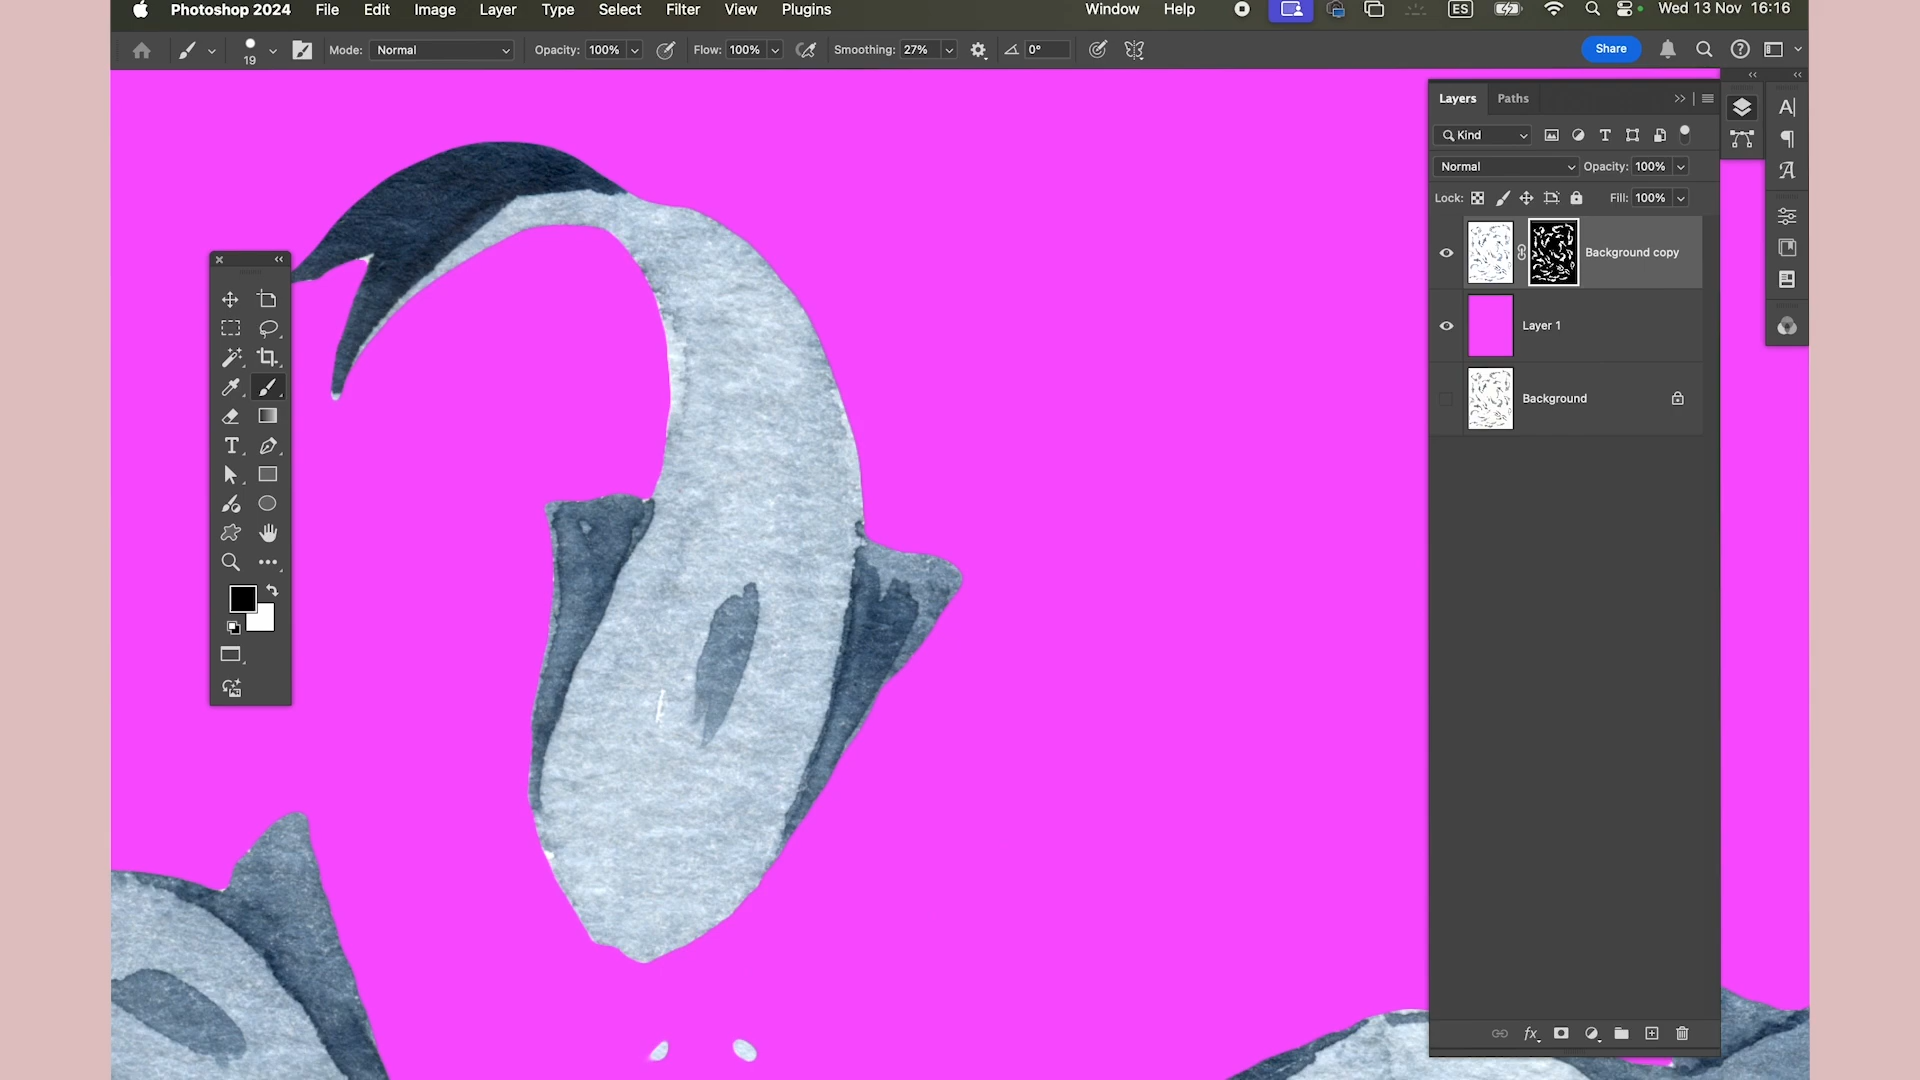 Photoshop 2024 File Edit Image Layer Type Select Filter View Plugins Window Help ES Wed 13 Nov 16:16
19 Mode: Normal Opacity: 100% Flow: 100% Smoothing: 27% 0° Share
Layers Paths
Kind
Normal Opacity: 100%
Lock: Fill: 100%
Background copy
Layer 1
Background